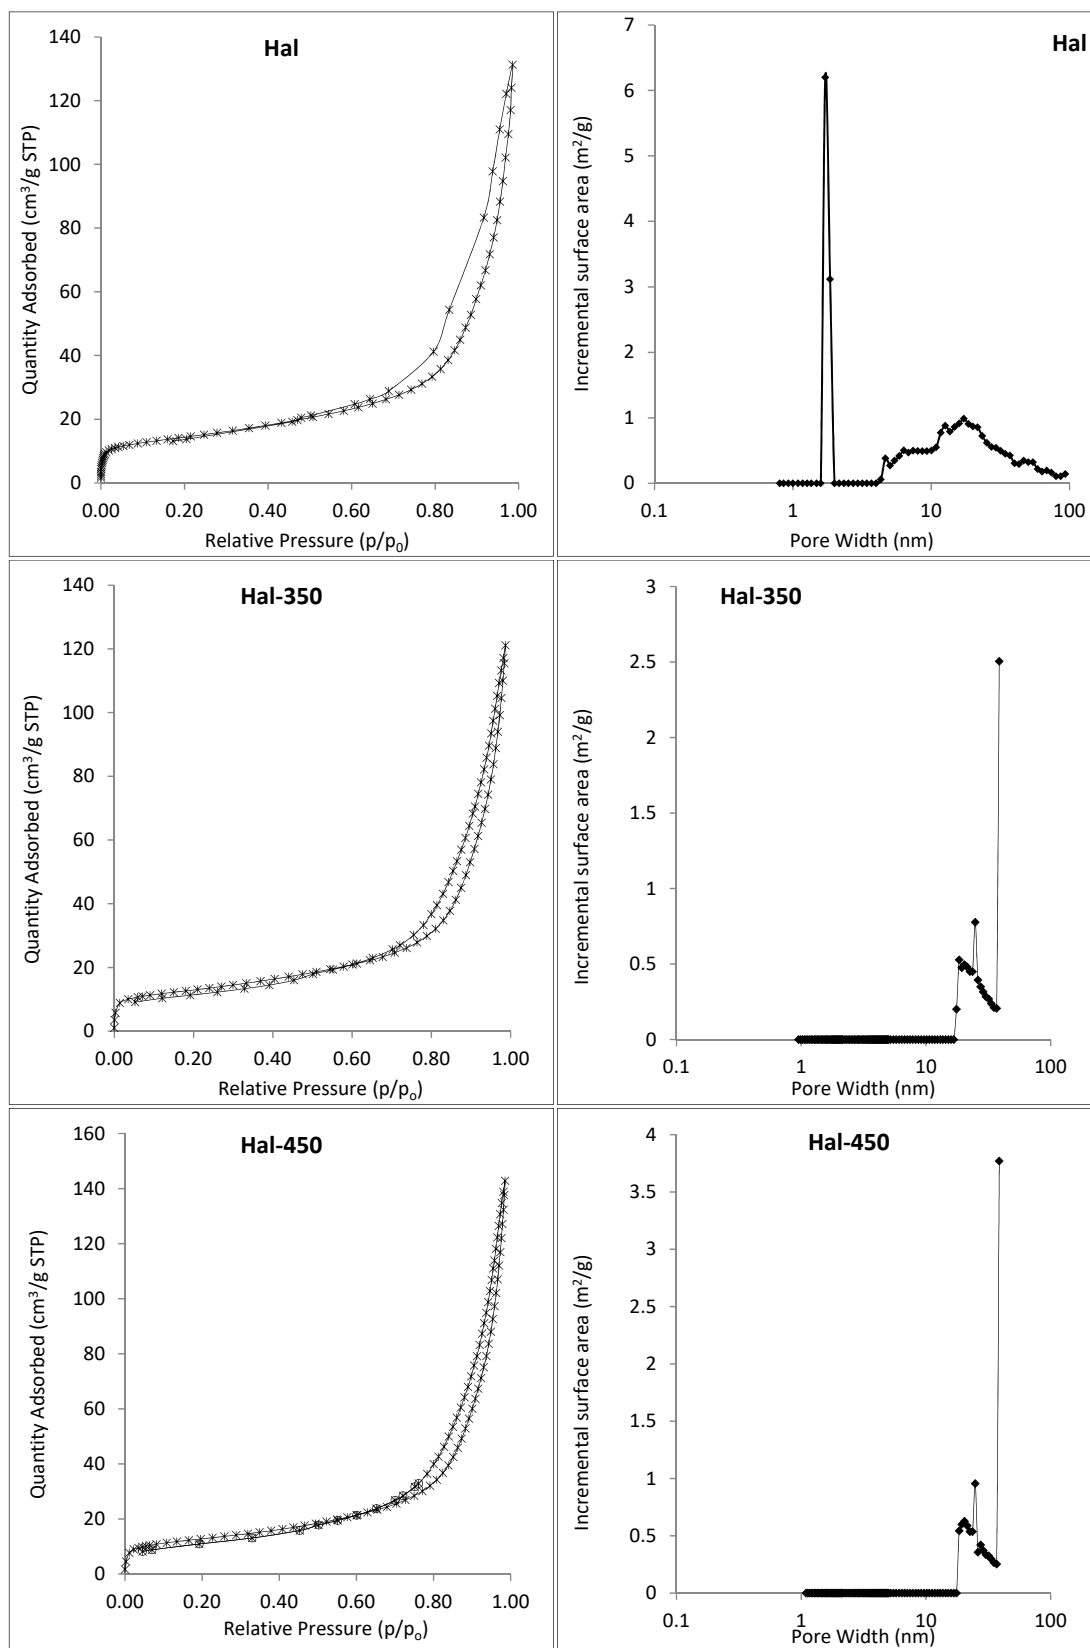 Hal
Quantity Adsorbed (cm³/g STP)
140
120
100
80
60
40
20
0
0.00 0.20 0.40 0.60 0.80 1.00
Relative Pressure (p/p₀)
Hal
Incremental surface area (m²/g)
7
6
5
4
3
2
1
0
0.1 1 10 100
Pore Width (nm)
Hal-350
Quantity Adsorbed (cm³/g STP)
140
120
100
80
60
40
20
0
0.00 0.20 0.40 0.60 0.80 1.00
Relative Pressure (p/pₒ)
Hal-350
Incremental surface area (m²/g)
3
2.5
2
1.5
1
0.5
0
0.1 1 10 100
Pore Width (nm)
Hal-450
Quantity Adsorbed (cm³/g STP)
160
140
120
100
80
60
40
20
0
0.00 0.20 0.40 0.60 0.80 1.00
Relative Pressure (p/pₒ)
Hal-450
Incremental surface area (m²/g)
4
3.5
3
2.5
2
1.5
1
0.5
0
0.1 1 10 100
Pore Width (nm)